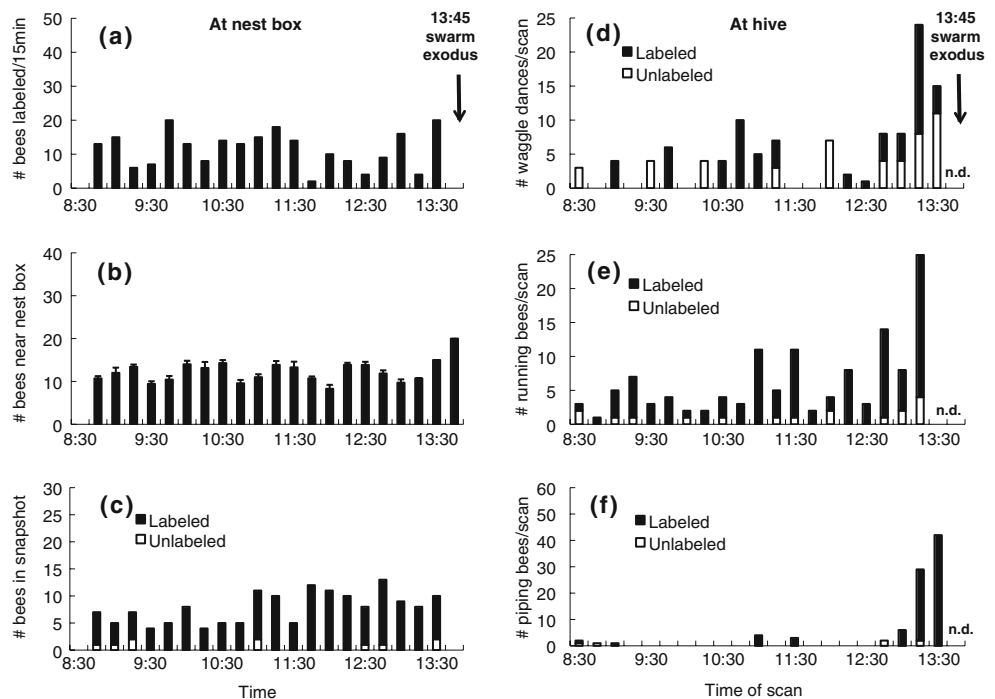 (a)
At nest box
13:45
swarm
exodus
# bees labeled/15min
50
40
30
20
10
0
8:30 9:30 10:30 11:30 12:30 13:30
(d)
At hive
13:45
swarm
exodus
Labeled
Unlabeled
# waggle dances/scan
25
20
15
10
5
0
n.d.
8:30 9:30 10:30 11:30 12:30 13:30
(b)
# bees near nest box
40
30
20
10
0
8:30 9:30 10:30 11:30 12:30 13:30
(e)
Labeled
Unlabeled
# running bees/scan
25
20
15
10
5
0
n.d.
8:30 9:30 10:30 11:30 12:30 13:30
(c)
Labeled
Unlabeled
# bees in snapshot
30
25
20
15
10
5
0
8:30 9:30 10:30 11:30 12:30 13:30
Time
(f)
Labeled
Unlabeled
# piping bees/scan
60
50
40
30
20
10
0
n.d.
8:30 9:30 10:30 11:30 12:30 13:30
Time of scan